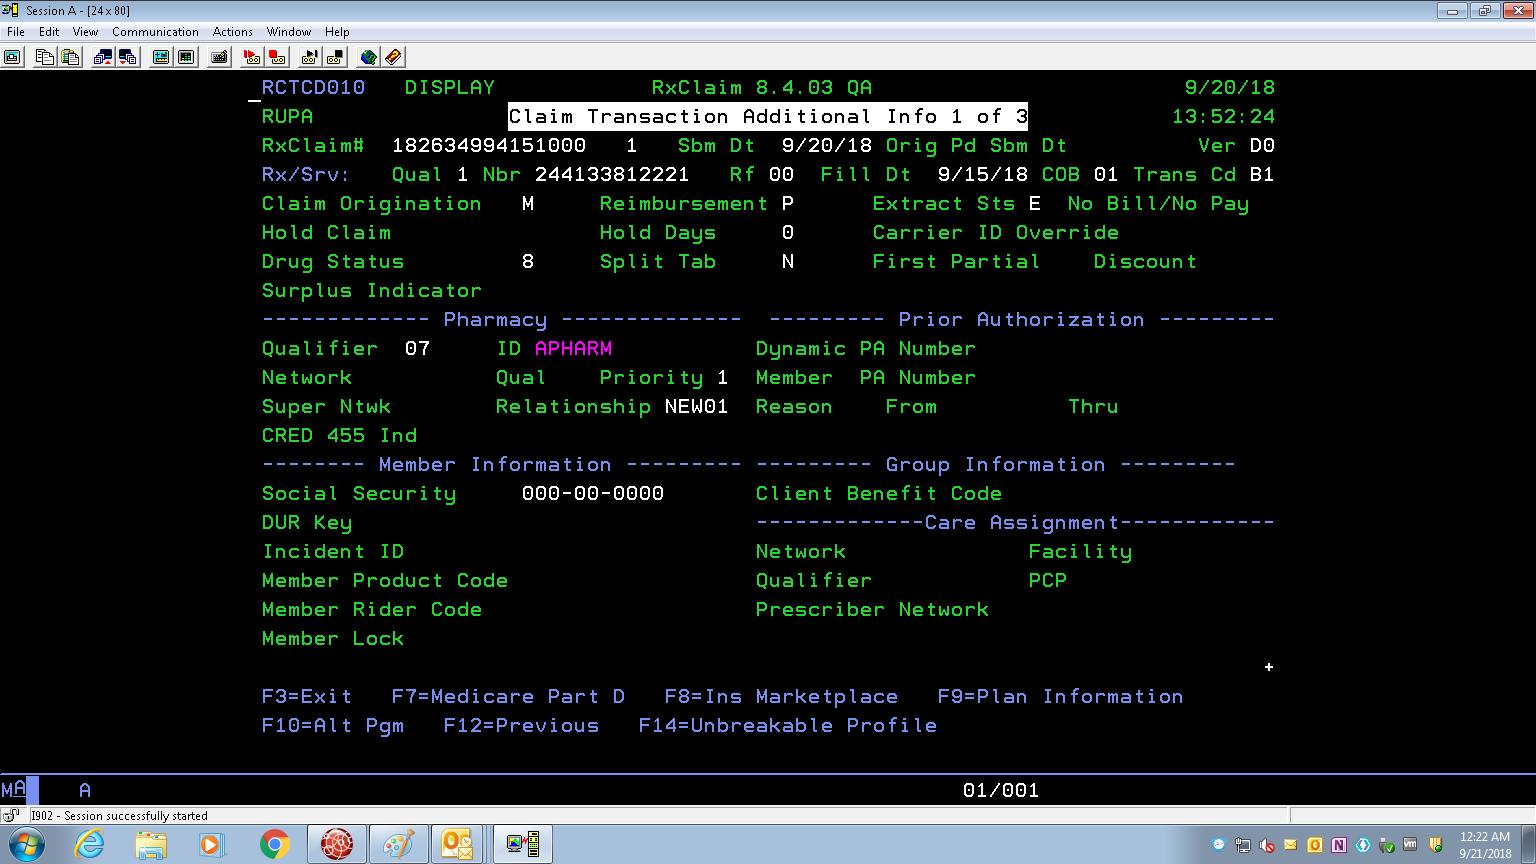 Session A - [24 x 80]
File Edit View Communication Actions Window Help
RCTCD010 DISPLAY RxClaim 8.4.03 QA 9/20/18
RUPA Claim Transaction Additional Info 1 of 3 13:52:24
RxClaim# 182634994151000 1 Sbm Dt 9/20/18 Orig Pd Sbm Dt Ver D0
Rx/Srv: Qual 1 Nbr 244133812221 Rf 00 Fill Dt 9/15/18 COB 01 Trans Cd B1
Claim Origination M Reimbursement P Extract Sts E No Bill/No Pay
Hold Claim Hold Days 0 Carrier ID Override
Drug Status 8 Split Tab N First Partial Discount
Surplus Indicator
------------- Pharmacy -------------- --------- Prior Authorization ---------
Qualifier 07 ID APHARM Dynamic PA Number
Network Qual Priority 1 Member PA Number
Super Ntwk Relationship NEW01 Reason From Thru
CRED 455 Ind
-------- Member Information --------- --------- Group Information ---------
Social Security 000-00-0000 Client Benefit Code
DUR Key -------------Care Assignment------------
Incident ID Network Facility
Member Product Code Qualifier PCP
Member Rider Code Prescriber Network
Member Lock
+
F3=Exit F7=Medicare Part D F8=Ins Marketplace F9=Plan Information
F10=Alt Pgm F12=Previous F14=Unbreakable Profile
MA A 01/001
I902 - Session successfully started
12:22 AM
9/21/2018